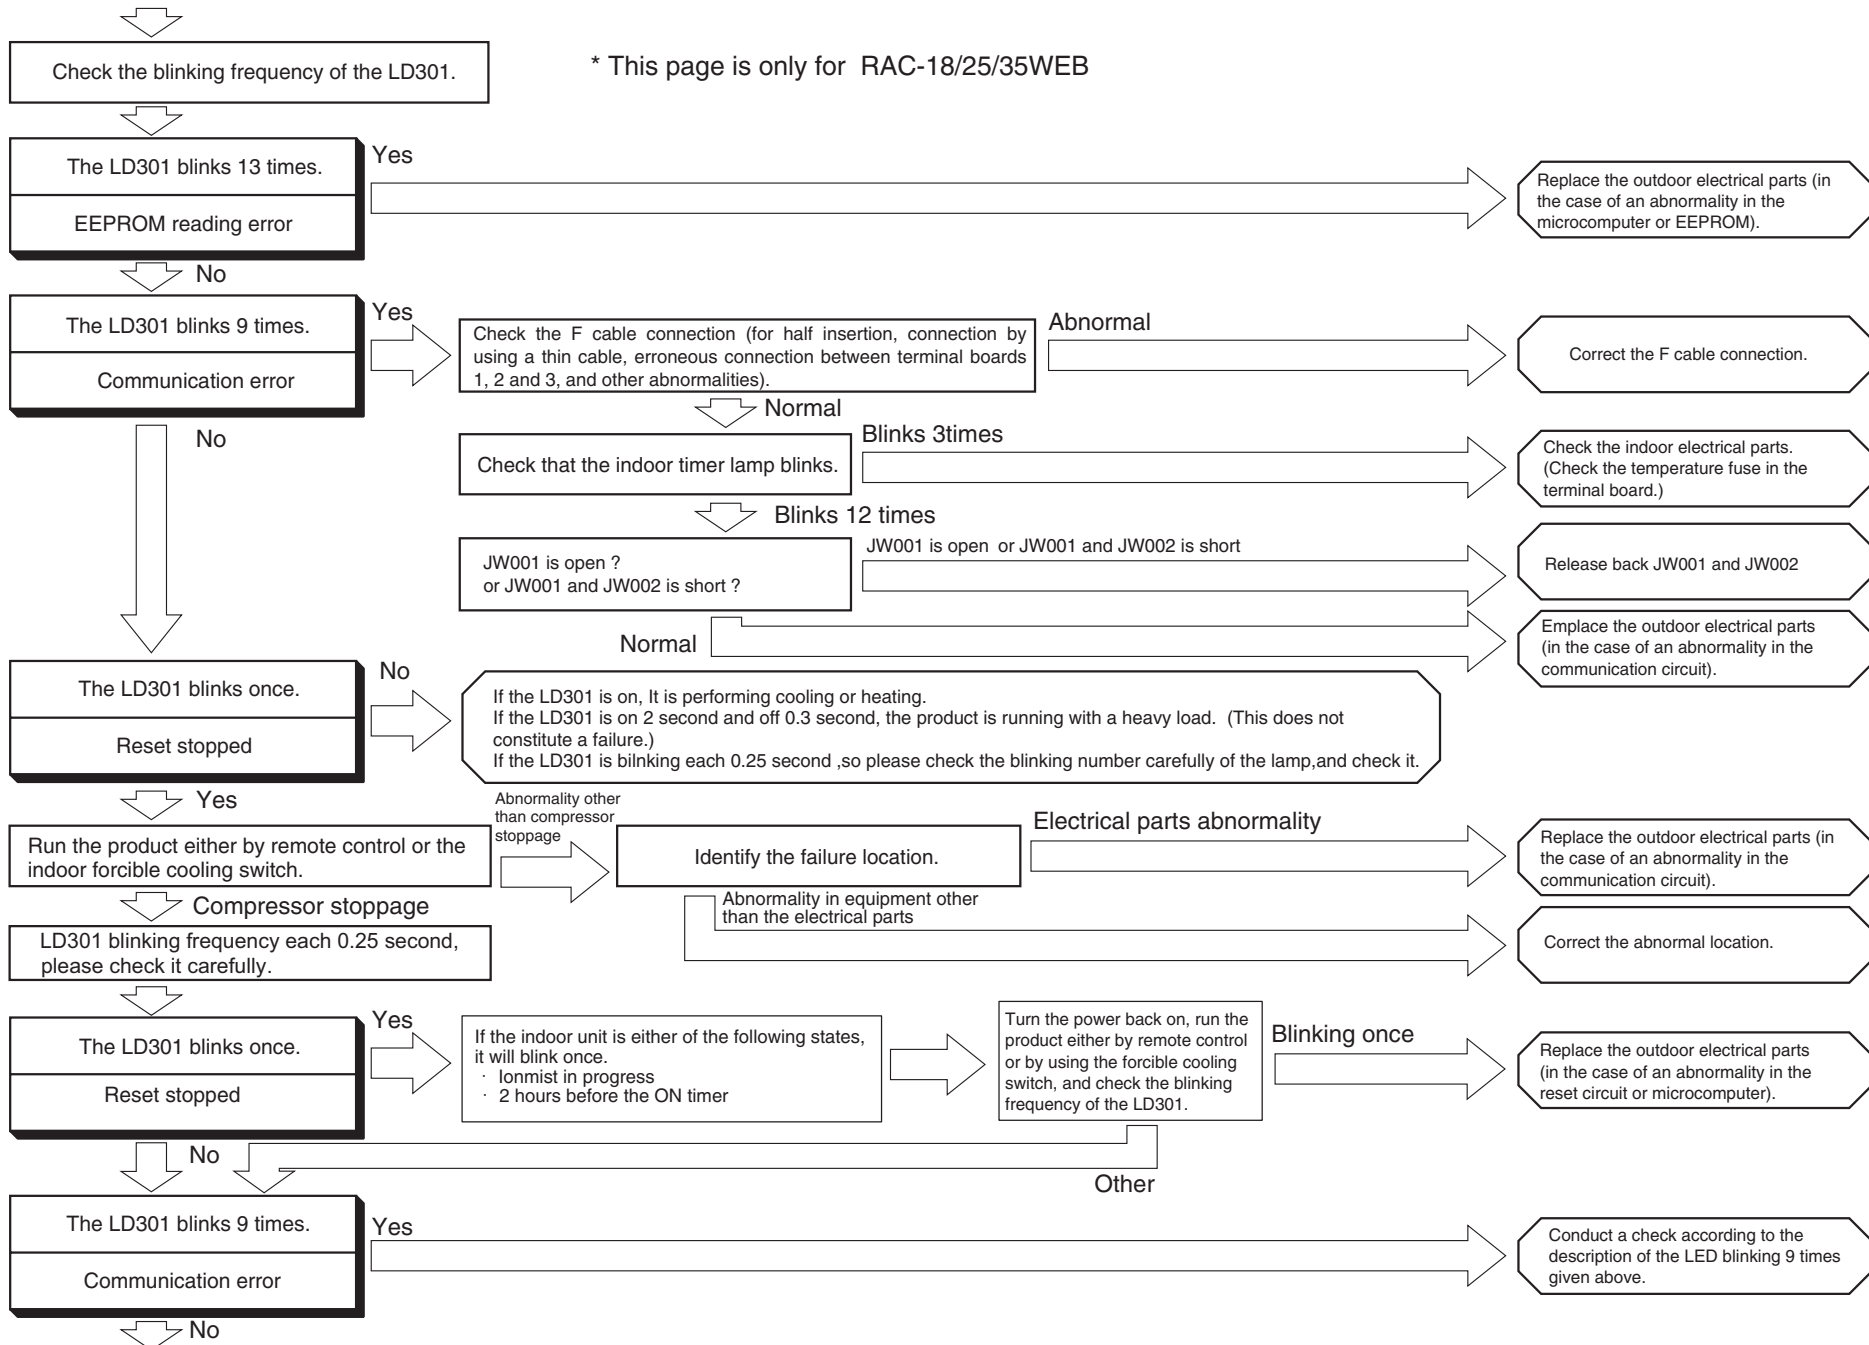 Check the blinking frequency of the LD301.
* This page is only for RAC-18/25/35WEB
The LD301 blinks 13 times.
EEPROM reading error
Yes
Replace the outdoor electrical parts (in
the case of an abnormality in the
microcomputer or EEPROM).
No
The LD301 blinks 9 times.
Communication error
Yes
Check the F cable connection (for half insertion, connection by
using a thin cable, erroneous connection between terminal boards
1, 2 and 3, and other abnormalities).
Abnormal
Correct the F cable connection.
Normal
No
Check that the indoor timer lamp blinks.
Blinks 3times
Check the indoor electrical parts.
(Check the temperature fuse in the
terminal board.)
Blinks 12 times
JW001 is open ?
or JW001 and JW002 is short ?
JW001 is open or JW001 and JW002 is short
Release back JW001 and JW002
Normal
Emplace the outdoor electrical parts
(in the case of an abnormality in the
communication circuit).
The LD301 blinks once.
Reset stopped
No
If the LD301 is on, It is performing cooling or heating.
If the LD301 is on 2 second and off 0.3 second, the product is running with a heavy load. (This does not
constitute a failure.)
If the LD301 is bilnking each 0.25 second ,so please check the blinking number carefully of the lamp,and check it.
Yes
Run the product either by remote control or the
indoor forcible cooling switch.
Abnormality other
than compressor
stoppage
Identify the failure location.
Electrical parts abnormality
Replace the outdoor electrical parts (in
the case of an abnormality in the
communication circuit).
Compressor stoppage
Abnormality in equipment other
than the electrical parts
Correct the abnormal location.
LD301 blinking frequency each 0.25 second,
please check it carefully.
The LD301 blinks once.
Reset stopped
Yes
If the indoor unit is either of the following states,
it will blink once.
· Ionmist in progress
· 2 hours before the ON timer
Turn the power back on, run the
product either by remote control
or by using the forcible cooling
switch, and check the blinking
frequency of the LD301.
Blinking once
Replace the outdoor electrical parts
(in the case of an abnormality in the
reset circuit or microcomputer).
No
Other
The LD301 blinks 9 times.
Communication error
Yes
Conduct a check according to the
description of the LED blinking 9 times
given above.
No